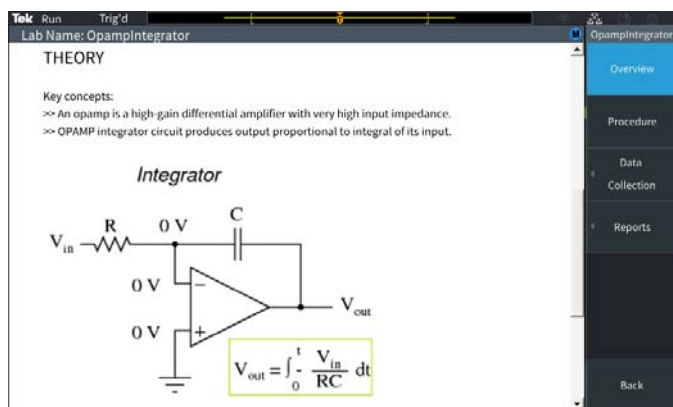 Tek Run Trig'd
Lab Name: OpampIntegrator
M
OpampIntegrator
THEORY
Key concepts:
>> An opamp is a high-gain differential amplifier with very high input impedance.
>> OPAMP integrator circuit produces output proportional to integral of its input.
Integrator
R 0 V C
Vin
0 V −
Vout
0 V +
Vout = ∫0t - Vin/RC dt
Overview
Procedure
Data
Collection
Reports
Back